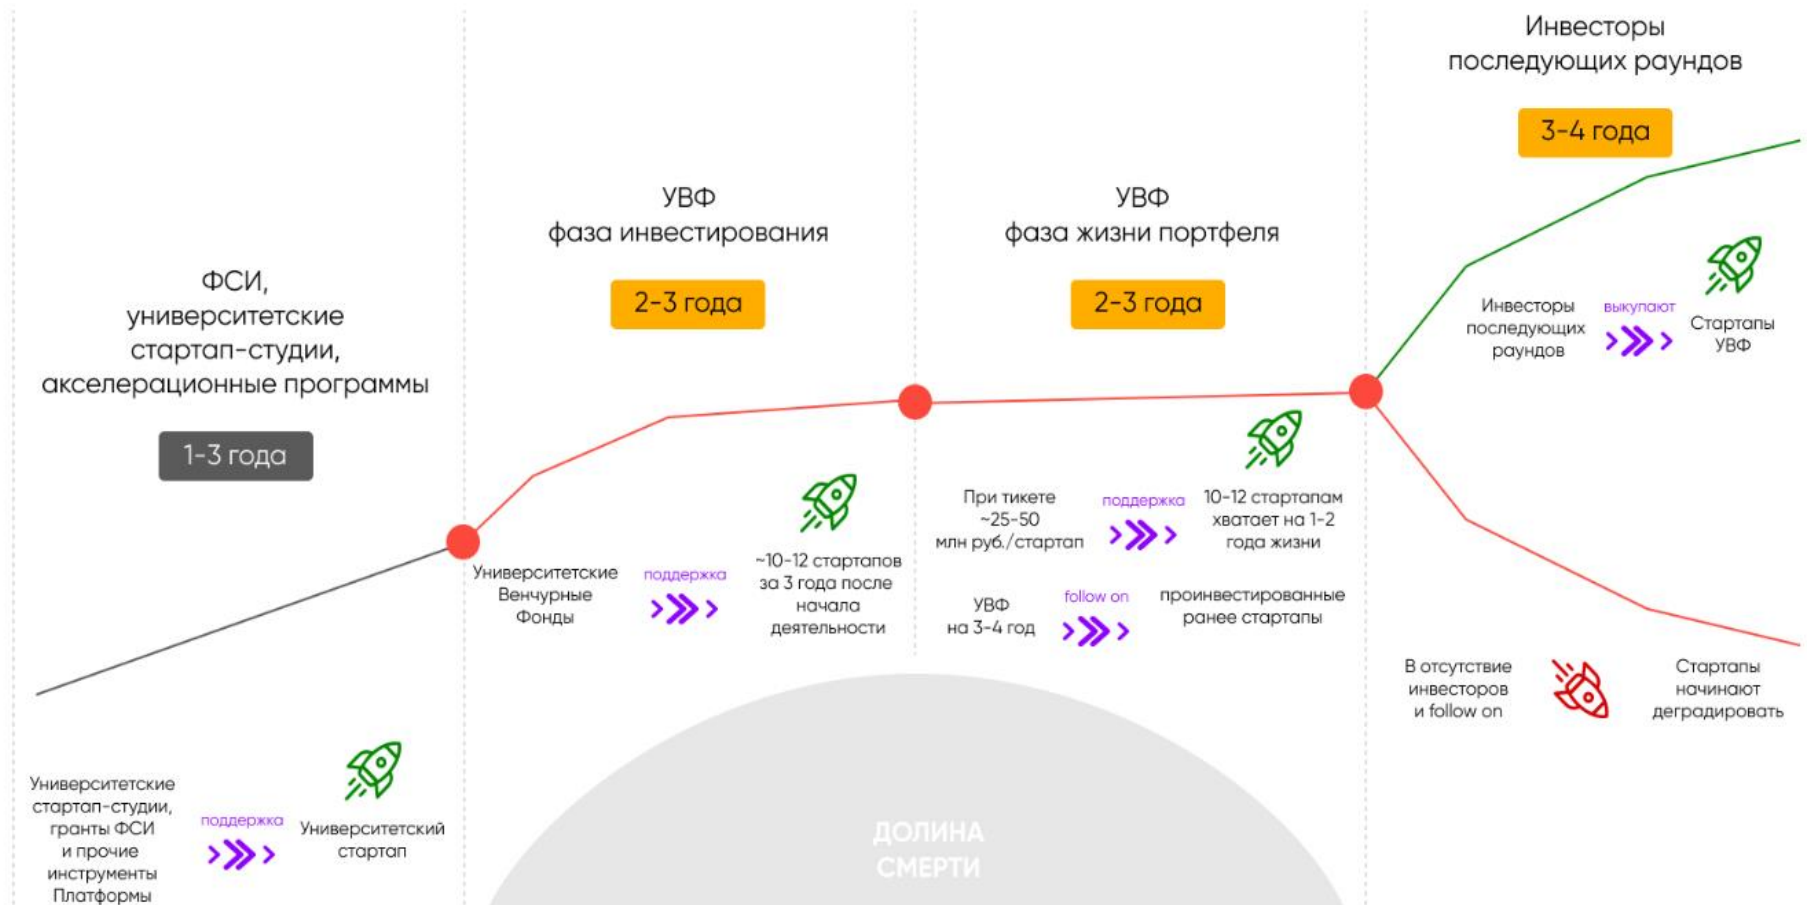 ФСИ,
университетские
стартап-студии,
акселерационные программы
1-3 года
Университетские
стартап-студии,
гранты ФСИ
и прочие
инструменты
Платформы
поддержка
Университетский
стартап
УВФ
фаза инвестирования
2-3 года
Университетские
Венчурные
Фонды
поддержка
~10-12 стартапов
за 3 года после
начала
деятельности
УВФ
фаза жизни портфеля
2-3 года
При тикете
~25-50
млн руб./стартап
поддержка
10-12 стартапам
хватает на 1-2
года жизни
УВФ
на 3-4 год
follow on
проинвестированные
ранее стартапы
ДОЛИНА
СМЕРТИ
Инвесторы
последующих раундов
3-4 года
Инвесторы
последующих
раундов
выкупают
Стартапы
УВФ
В отсутствие
инвесторов
и follow on
Стартапы
начинают
деградировать